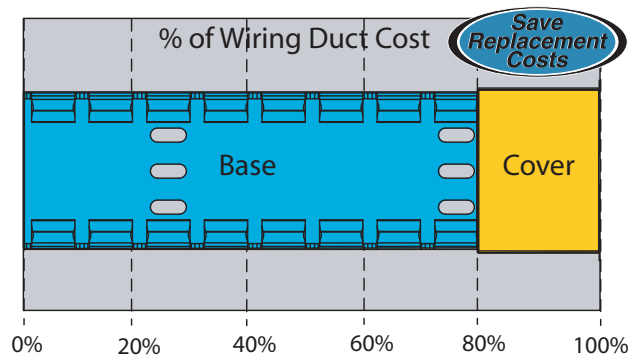 % of Wiring Duct Cost
Save
Replacement
Costs
Base
Cover
0%
20%
40%
60%
80%
100%